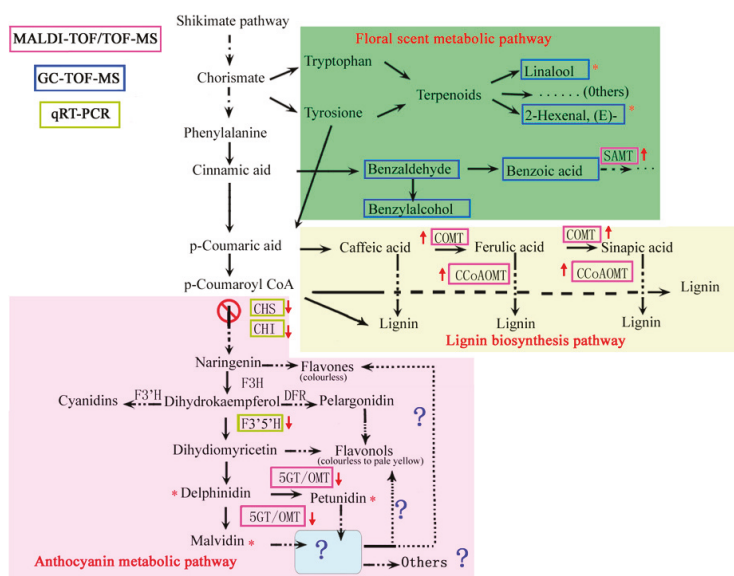 Shikimate pathway
MALDI-TOF/TOF-MS
Floral scent metabolic pathway
GC-TOF-MS
Chorismate
Tryptophan
Linalool *
qRT-PCR
Terpenoids
......(Others)
Tyrosione
2-Hexenal, (E)- *
Phenylalanine
Cinnamic aid
Benzaldehyde
Benzoic acid
SAMT
....
Benzylalcohol
p-Coumaric aid
Caffeic acid
COMT
Ferulic acid
COMT
Sinapic acid
CCoAOMT
CCoAOMT
p-Coumaroyl CoA
Lignin
CHS
CHI
Lignin
Lignin
Lignin
Lignin biosynthesis pathway
Naringenin
Flavones
(colourless)
F3H
Cyanidins
F3'H
Dihydrokaempferol
DFR
Pelargonidin
F3'5'H
?
Dihydiomyricetin
Flavonols
(colourless to pale yellow)
5GT/OMT
* Delphinidin
Petunidin *
5GT/OMT
?
Malvidin *
?
Anthocyanin metabolic pathway
Others ?